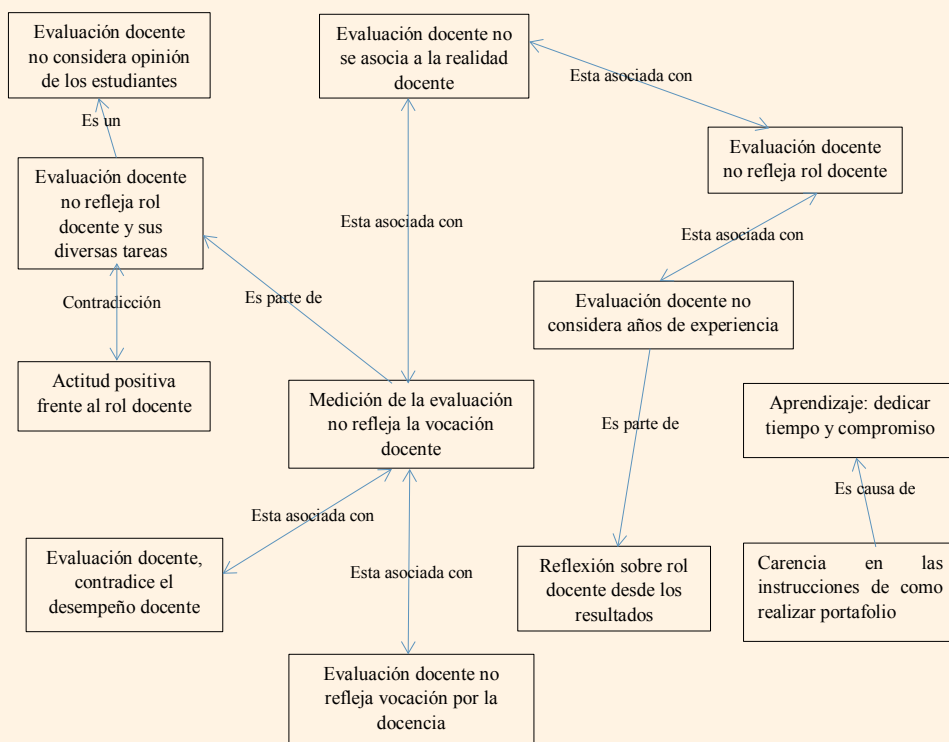 Evaluación docente
no considera opinión
de los estudiantes
Evaluación docente no
se asocia a la realidad
docente
Esta asociada con
Es un
Evaluación docente
no refleja rol docente
Evaluación docente
no refleja rol
docente y sus
diversas tareas
Esta asociada con
Esta asociada con
Contradicción
Es parte de
Evaluación docente no
considera años de experiencia
Actitud positiva
frente al rol docente
Medición de la evaluación
no refleja la vocación
docente
Es parte de
Aprendizaje: dedicar
tiempo y compromiso
Es causa de
Esta asociada con
Evaluación docente,
contradice el
desempeño docente
Esta asociada con
Reflexión sobre rol
docente desde los
resultados
Carencia en las
instrucciones de como
realizar portafolio
Evaluación docente no
refleja vocación por la
docencia